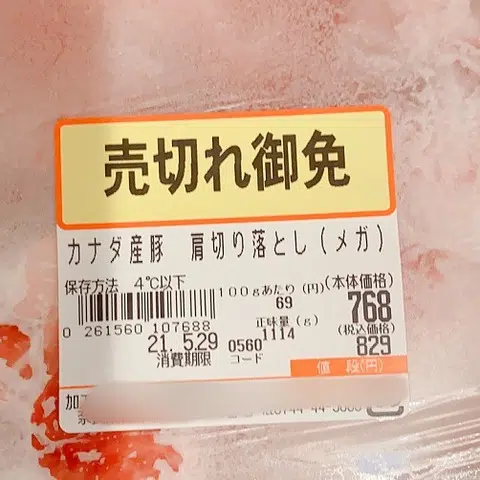 売切れ御免
カナダ産豚 肩切り落とし(メガ)
保存方法 4℃以下
100gあたり(円)
69
(本体価格)
768
正味量(g)
1114
(税込価格)
829
0 261560 107688
21. 5.29
消費期限
0560
コード
値 段(円)
加